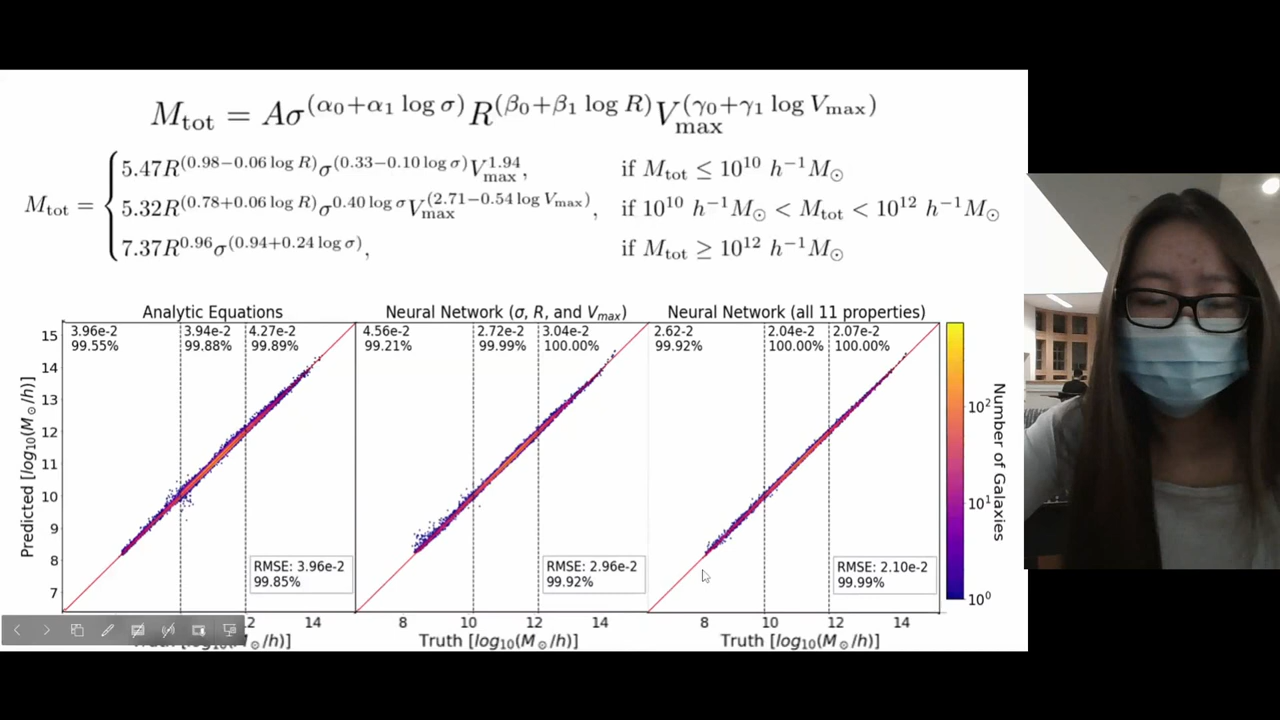 M_tot = Aσ^(α₀+α₁ log σ) R^(β₀+β₁ log R) V_max^(γ₀+γ₁ log V_max)
M_tot = { 5.47R^(0.98−0.06 log R) σ^(0.33−0.10 log σ) V_max^1.94, if M_tot ≤ 10^10 h^−1 M_⊙
5.32R^(0.78+0.06 log R) σ^0.40 log σ V_max^(2.71−0.54 log V_max), if 10^10 h^−1 M_⊙ < M_tot < 10^12 h^−1 M_⊙
7.37R^0.96 σ^(0.94+0.24 log σ), if M_tot ≥ 10^12 h^−1 M_⊙
Analytic Equations
3.96e-2 3.94e-2 4.27e-2
99.55% 99.88% 99.89%
RMSE: 3.96e-2
99.85%
Neural Network (σ, R, and V_max)
4.56e-2 2.72e-2 3.04e-2
99.21% 99.99% 100.00%
RMSE: 2.96e-2
99.92%
Neural Network (all 11 properties)
2.62-2 2.04e-2 2.07e-2
99.92% 100.00% 100.00%
RMSE: 2.10e-2
99.99%
Predicted [log₁₀(M_⊙/h)]
15
14
13
12
11
10
9
8
7
12 14
8 10 12 14
8 10 12 14
Truth [log₁₀(M_⊙/h)]
Truth [log₁₀(M_⊙/h)]
Truth [log₁₀(M_⊙/h)]
10^2
10^1
10^0
Number of Galaxies